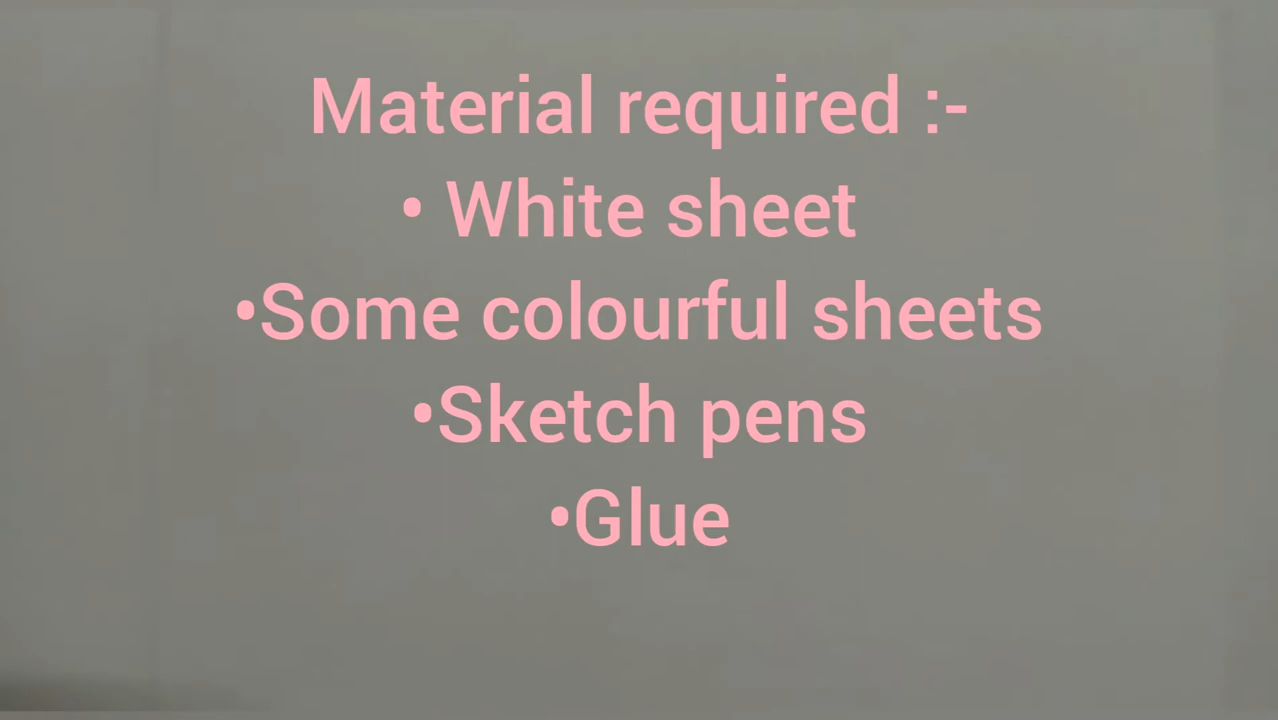 Material required :-
• White sheet
•Some colourful sheets
•Sketch pens
•Glue